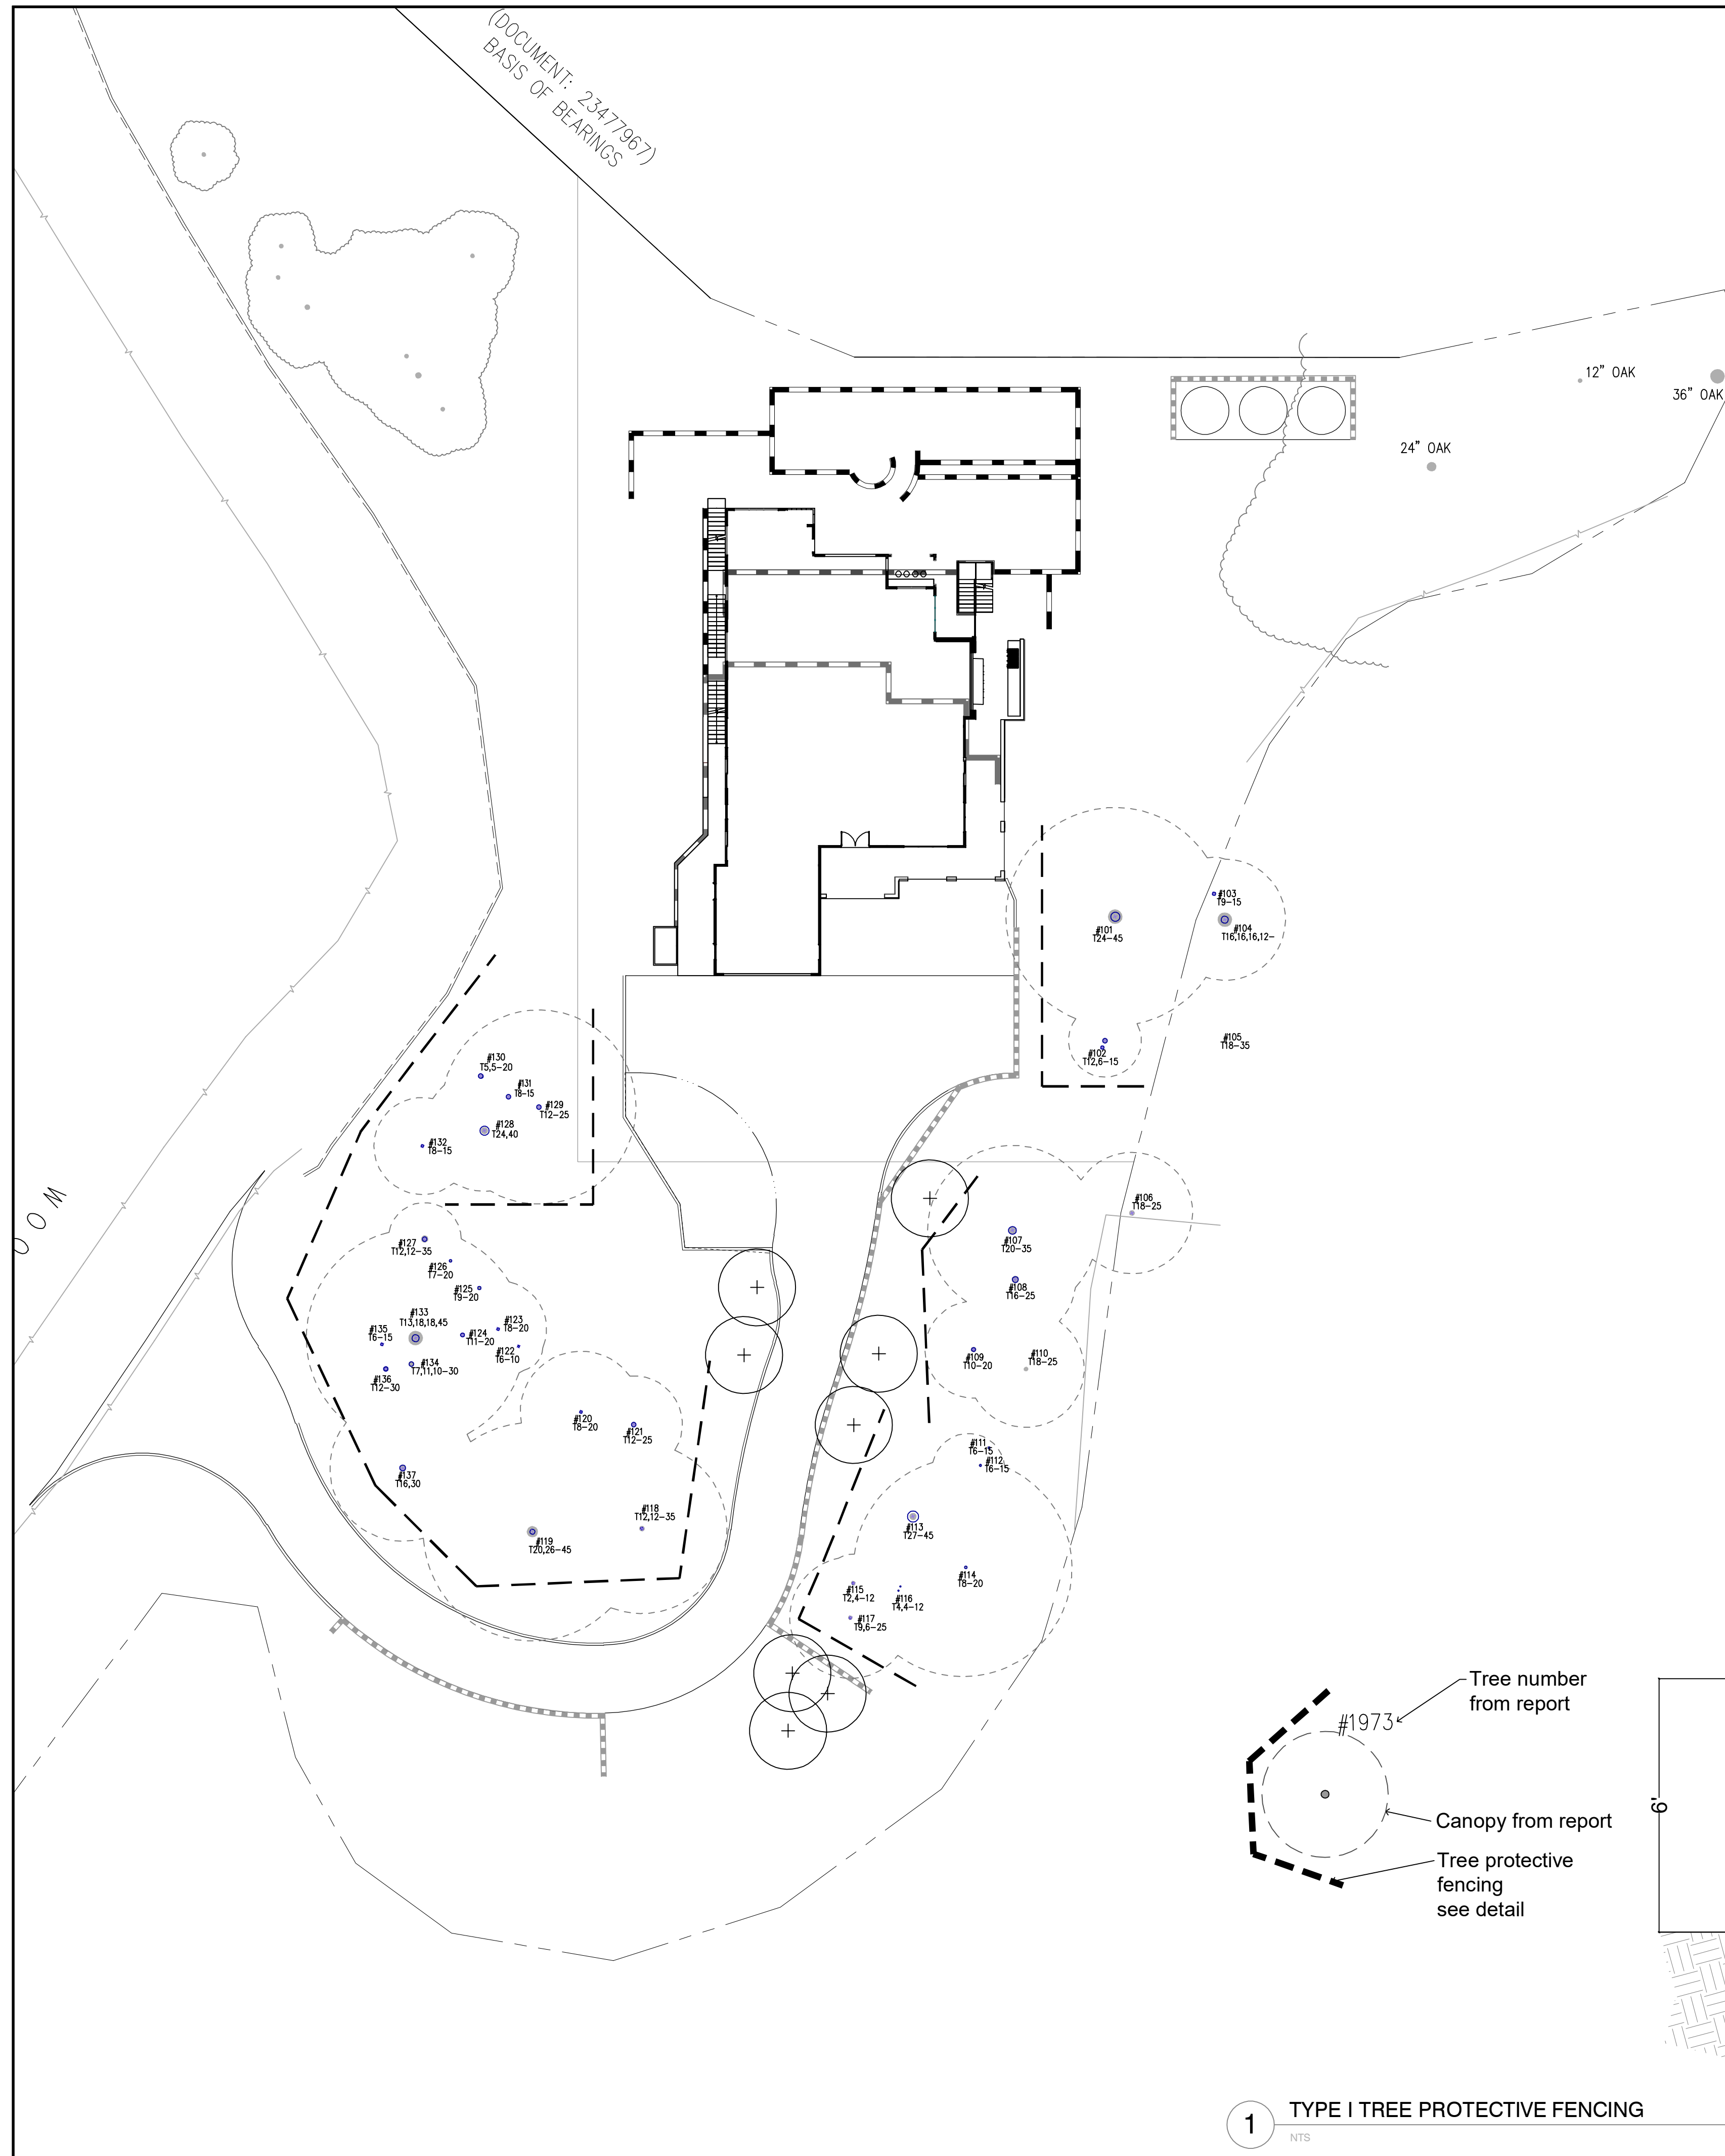 (DOCUMENT: 23477967)
BASIS OF BEARINGS
12" OAK
36" OAK
24" OAK
#103
T9-15
#104
T16,16,16,12-
#101
T24-45
#102
T12,6-15
#105
T18-35
#130
T5,5-20
#131
T8-15
#129
T12-25
#128
T24,40
#132
T8-15
W O O
#106
T18-25
#107
T20-35
#108
T16-25
#127
T12,12-35
#126
T7-20
#125
T9-20
#133
T13,18,18,45
#135
T6-15
#124
T11-20
#123
T8-20
#122
T6-10
#134
T7,11,10-30
#136
T12-30
#109
T10-20
#110
T18-25
#120
T8-20
#121
T12-25
#111
T6-15
#112
T6-15
#137
T16,30
#118
T12,12-35
#119
T20,26-45
#113
T27-45
#114
T8-20
#115
T2,4-12
#116
T4,4-12
#117
T9,6-25
Tree number
from report
#1973
6'
Canopy from report
Tree protective
fencing
see detail
1
TYPE I TREE PROTECTIVE FENCING
NTS